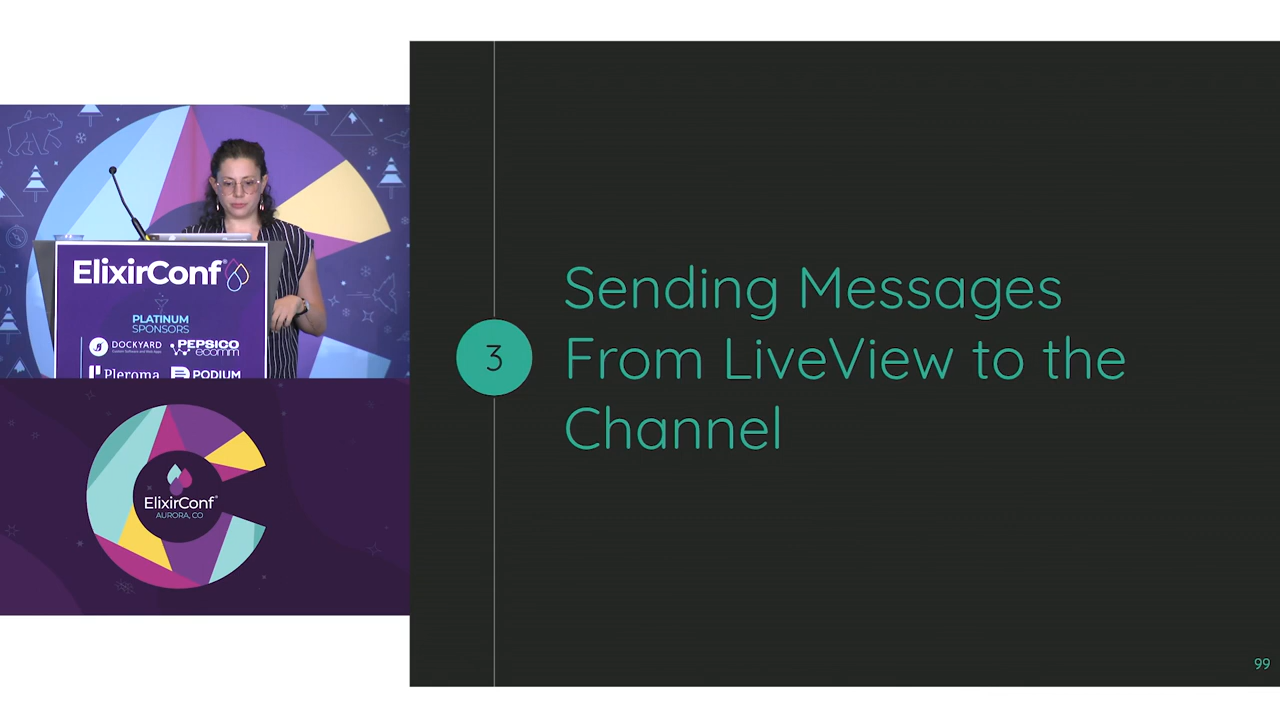 ElixirConf
PLATINUM
SPONSORS
DOCKYARD
PEPSICO
ecomm
Pleroma
PODIUM
ElixirConf
AURORA, CO
3
Sending Messages
From LiveView to the
Channel
99